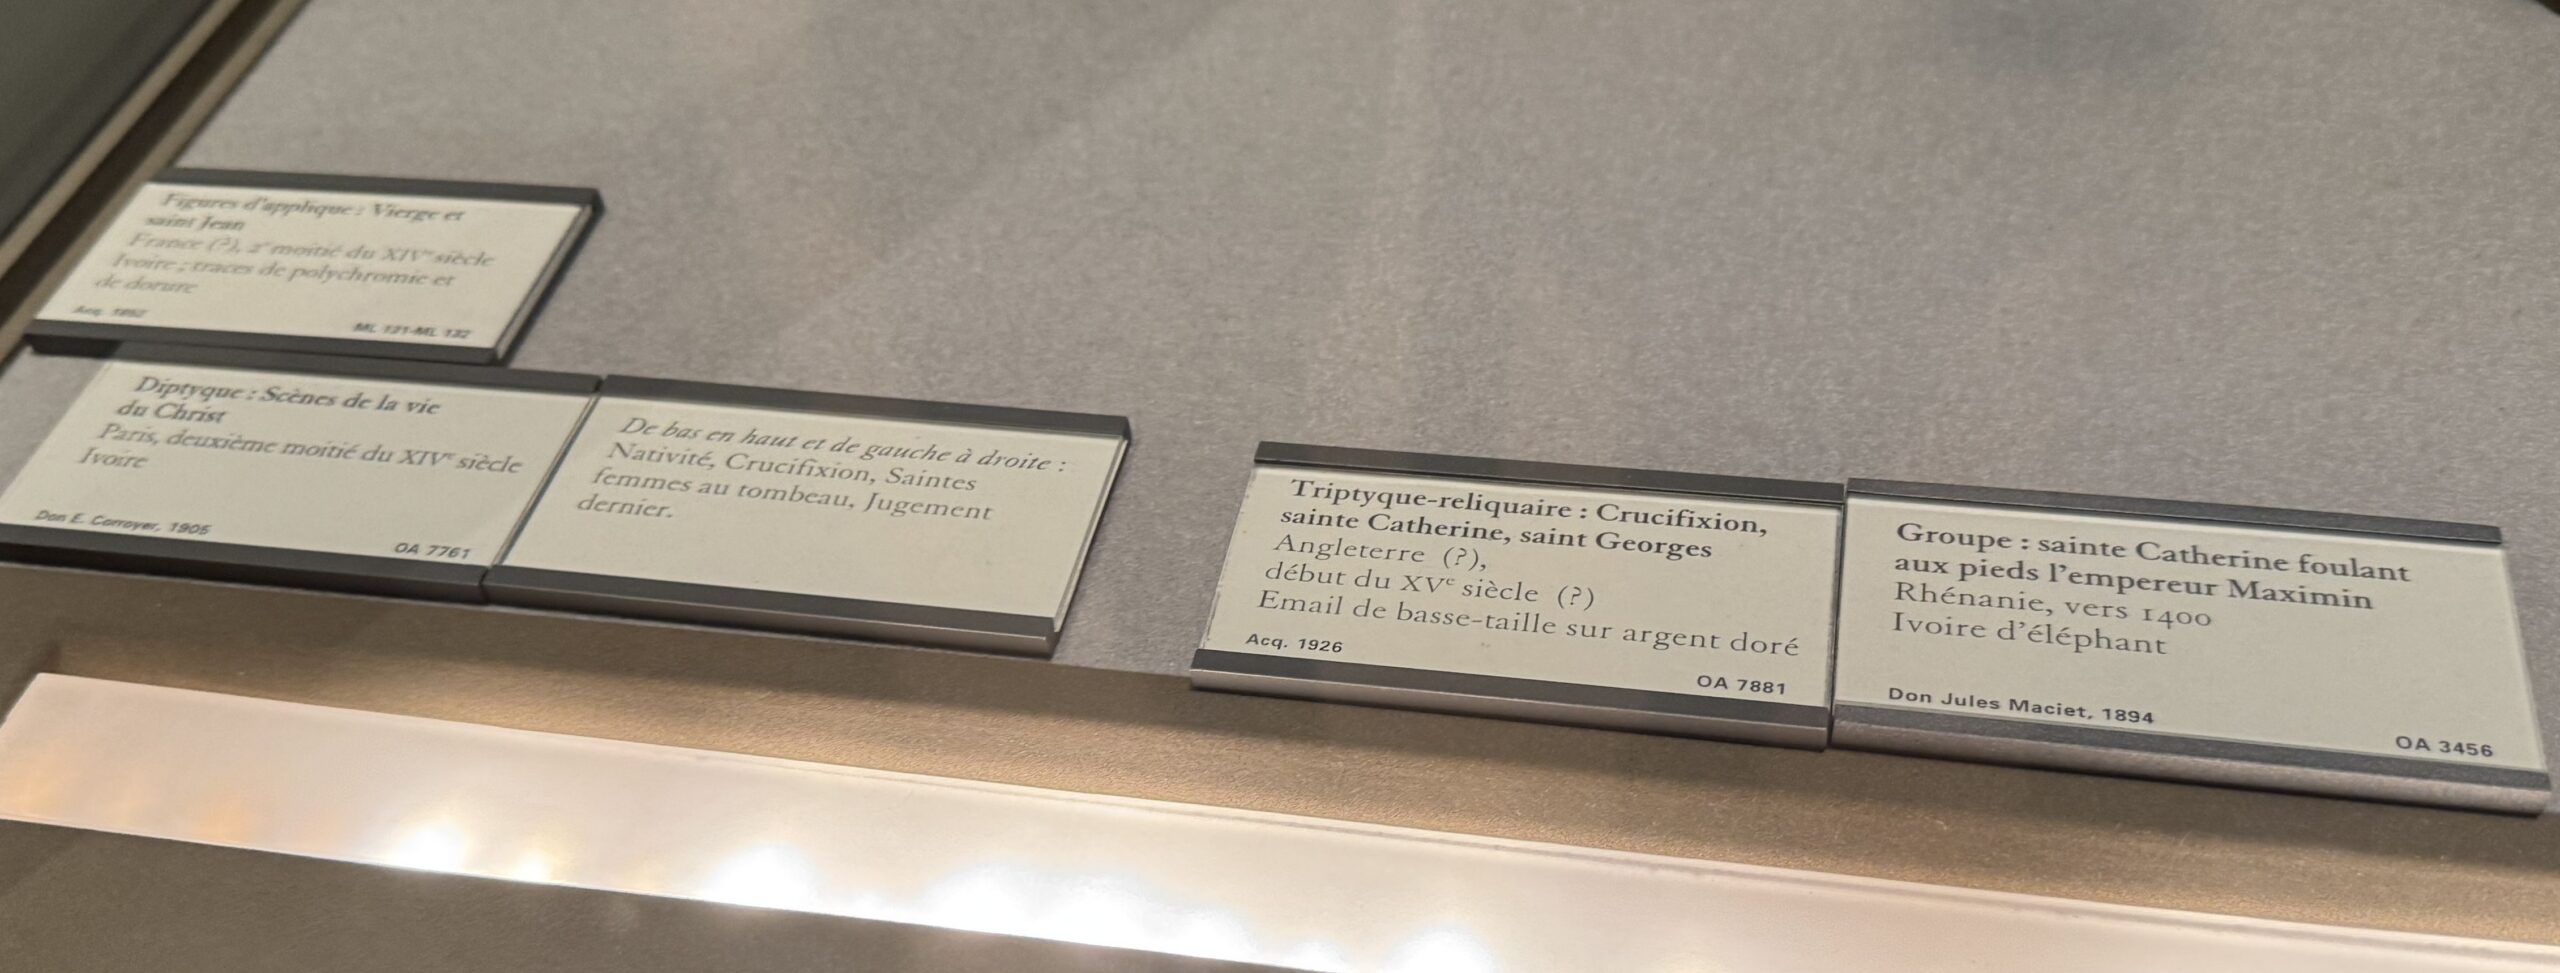 Figures d'applique : Vierge et
saint Jean
France (?), 2e moitié du XIVe siècle
Ivoire ; traces de polychromie et
de dorure
Acq. 1852
ML 131-ML 132
Diptyque : Scènes de la vie
du Christ
Paris, deuxième moitié du XIVe siècle
Ivoire
Don E. Corroyer, 1905
OA 7761
De bas en haut et de gauche à droite :
Nativité, Crucifixion, Saintes
femmes au tombeau, Jugement
dernier.
Triptyque-reliquaire : Crucifixion,
sainte Catherine, saint Georges
Angleterre (?),
début du XVe siècle (?)
Email de basse-taille sur argent doré
Acq. 1926
OA 7881
Groupe : sainte Catherine foulant
aux pieds l'empereur Maximin
Rhénanie, vers 1400
Ivoire d'éléphant
Don Jules Maciet, 1894
OA 3456